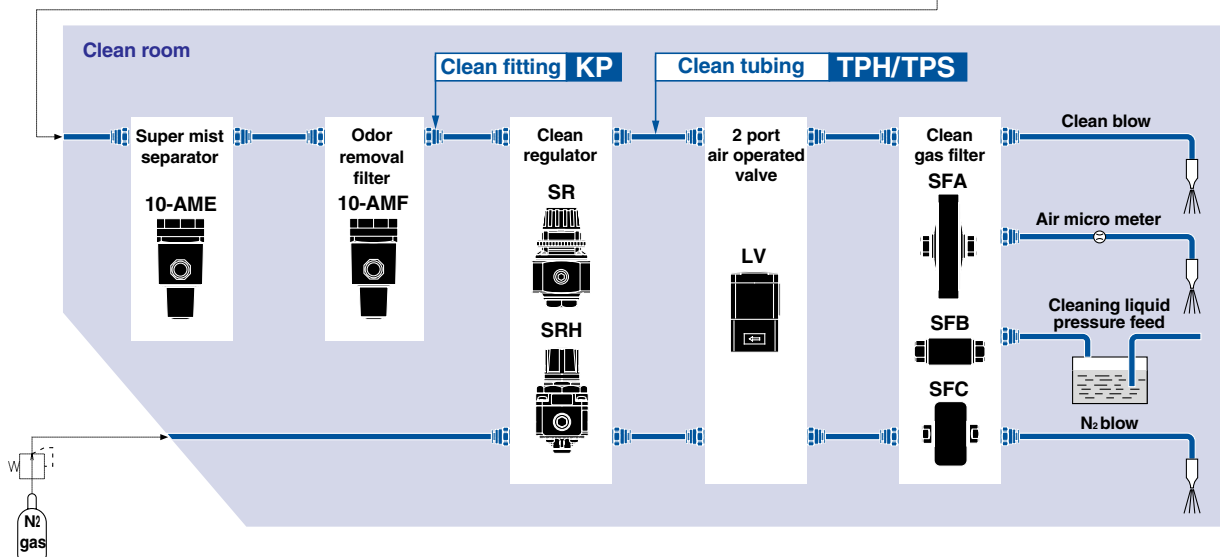 Clean room
Clean fitting KP
Clean tubing TPH/TPS
Super mist
separator
10-AME
Odor
removal
filter
10-AMF
Clean
regulator
SR
SRH
2 port
air operated
valve
LV
Clean
gas filter
SFA
SFB
SFC
Clean blow
Air micro meter
Cleaning liquid
pressure feed
N2 blow
W
N2
gas